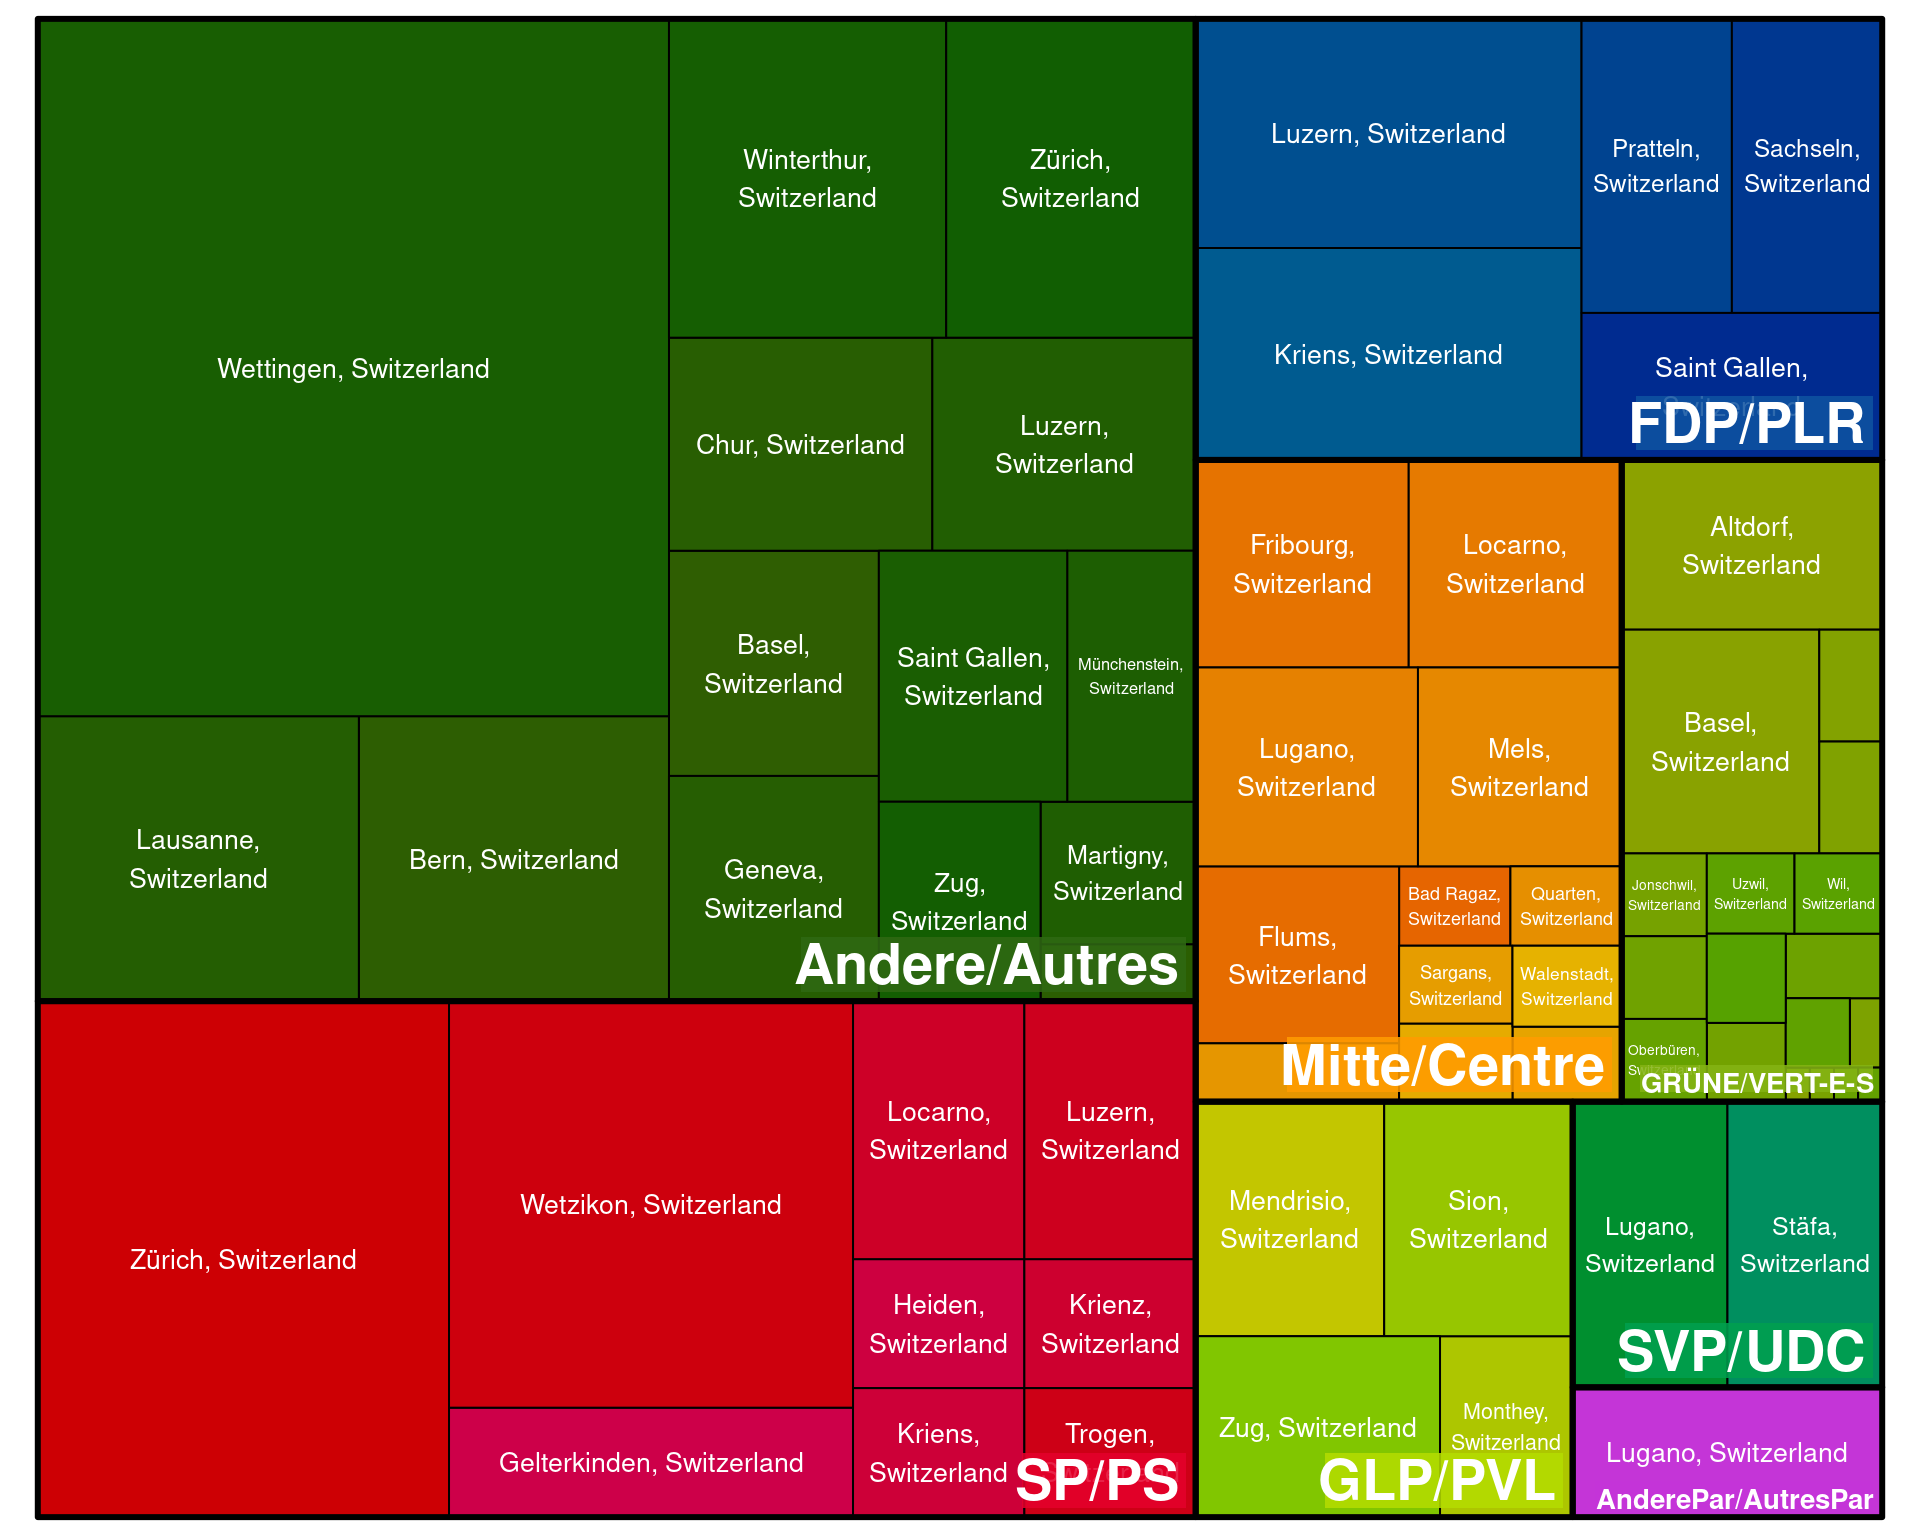 Wettingen, Switzerland
Winterthur,
Switzerland
Zürich,
Switzerland
Chur, Switzerland
Luzern,
Switzerland
Basel,
Switzerland
Saint Gallen,
Switzerland
Münchenstein,
Switzerland
Lausanne,
Switzerland
Bern, Switzerland
Geneva,
Switzerland
Zug,
Switzerland
Martigny,
Switzerland
Andere/Autres
Luzern, Switzerland
Pratteln,
Switzerland
Sachseln,
Switzerland
Kriens, Switzerland
Saint Gallen,
Switzerland
FDP/PLR
Fribourg,
Switzerland
Locarno,
Switzerland
Lugano,
Switzerland
Mels,
Switzerland
Flums,
Switzerland
Bad Ragaz,
Switzerland
Quarten,
Switzerland
Sargans,
Switzerland
Walenstadt,
Switzerland
Mitte/Centre
Altdorf,
Switzerland
Basel,
Switzerland
Jonschwil,
Switzerland
Uzwil,
Switzerland
Wil,
Switzerland
Oberbüren,
Switzerland
GRÜNE/VERT-E-S
Zürich, Switzerland
Wetzikon, Switzerland
Gelterkinden, Switzerland
Locarno,
Switzerland
Luzern,
Switzerland
Heiden,
Switzerland
Krienz,
Switzerland
Kriens,
Switzerland
Trogen,
Switzerland
SP/PS
Mendrisio,
Switzerland
Sion,
Switzerland
Zug, Switzerland
Monthey,
Switzerland
GLP/PVL
Lugano,
Switzerland
Stäfa,
Switzerland
SVP/UDC
Lugano, Switzerland
AnderePar/AutresPar